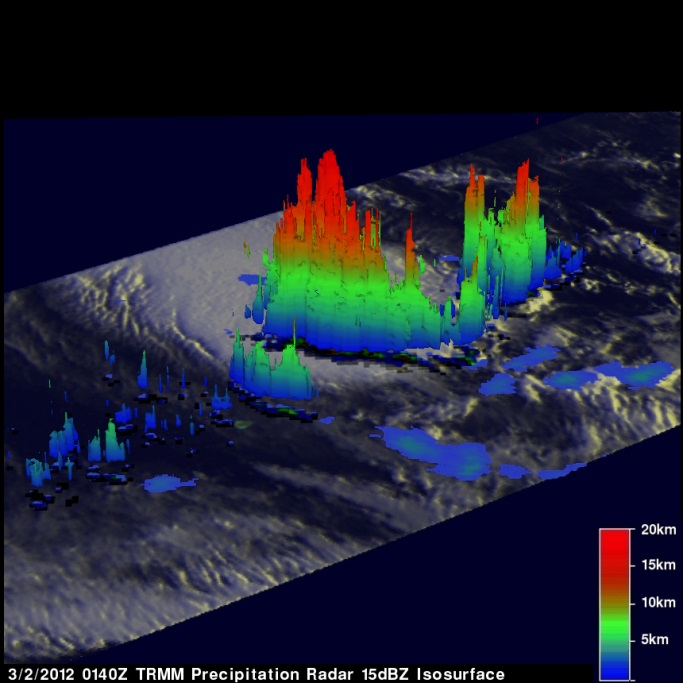 20km
15km
10km
5km
3/2/2012 0140Z TRMM Precipitation Radar 15dBZ Isosurface